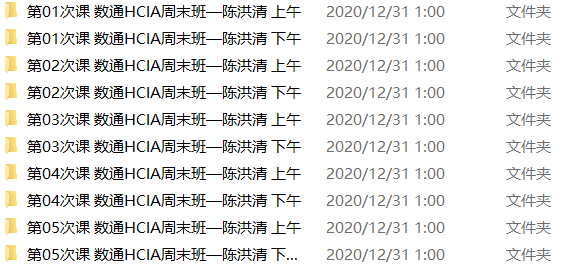 第01次课 数通HCIA周末班—陈洪清 上午 2020/12/31 1:00 文件夹
第01次课 数通HCIA周末班—陈洪清 下午 2020/12/31 1:00 文件夹
第02次课 数通HCIA周末班—陈洪清 上午 2020/12/31 1:00 文件夹
第02次课 数通HCIA周末班—陈洪清 下午 2020/12/31 1:00 文件夹
第03次课 数通HCIA周末班—陈洪清 上午 2020/12/31 1:00 文件夹
第03次课 数通HCIA周末班—陈洪清 下午 2020/12/31 1:00 文件夹
第04次课 数通HCIA周末班—陈洪清 上午 2020/12/31 1:00 文件夹
第04次课 数通HCIA周末班—陈洪清 下午 2020/12/31 1:00 文件夹
第05次课 数通HCIA周末班—陈洪清 上午 2020/12/31 1:00 文件夹
第05次课 数通HCIA周末班—陈洪清 下... 2020/12/31 1:00 文件夹